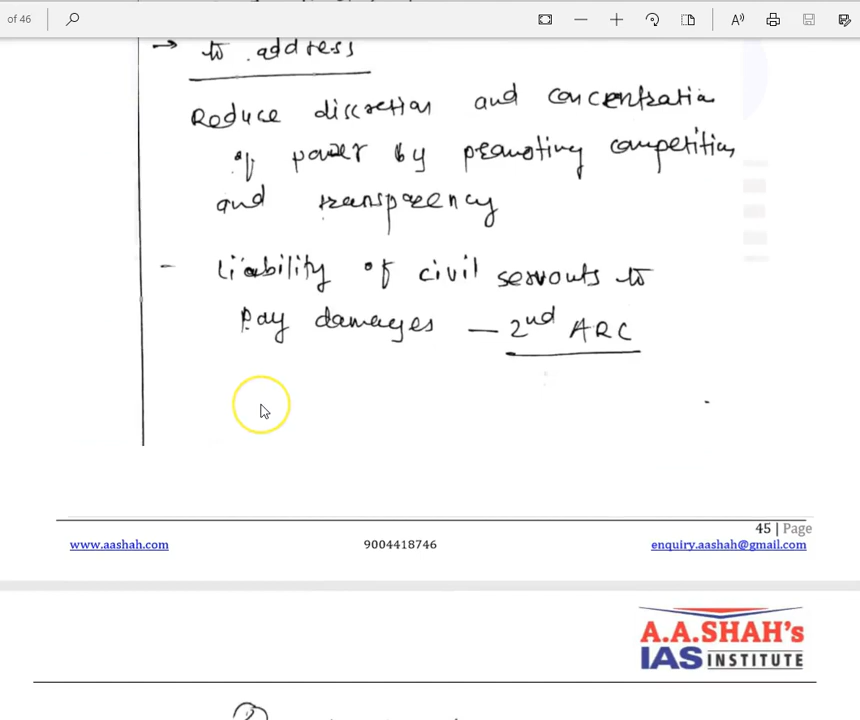 of 46
→ to address
Reduce discretion and concentration
of power by promoting competition
and transparency
- Liability of civil servants to
Pay damages — 2nd ARC
45 | Page
www.aashah.com 9004418746 enquiry.aashah@gmail.com
A.A.SHAH's
IAS INSTITUTE
2